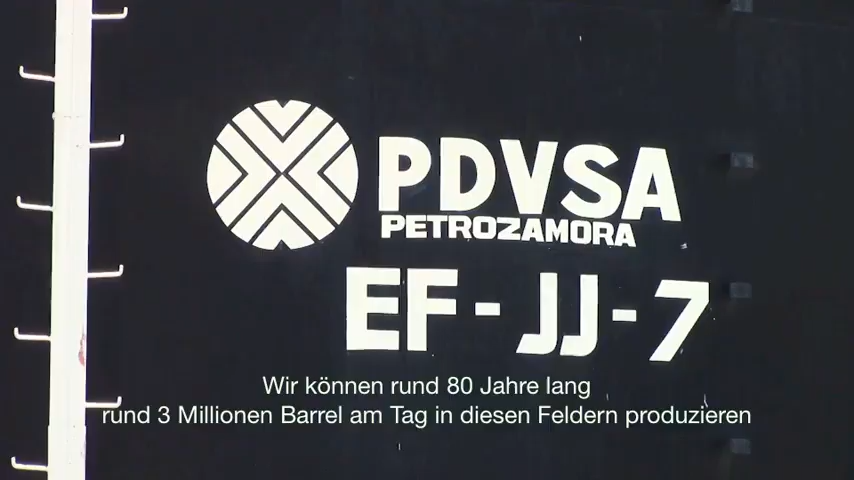 PDVSA
PETROZAMORA
EF-JJ-7
Wir können rund 80 Jahre lang
rund 3 Millionen Barrel am Tag in diesen Feldern produzieren